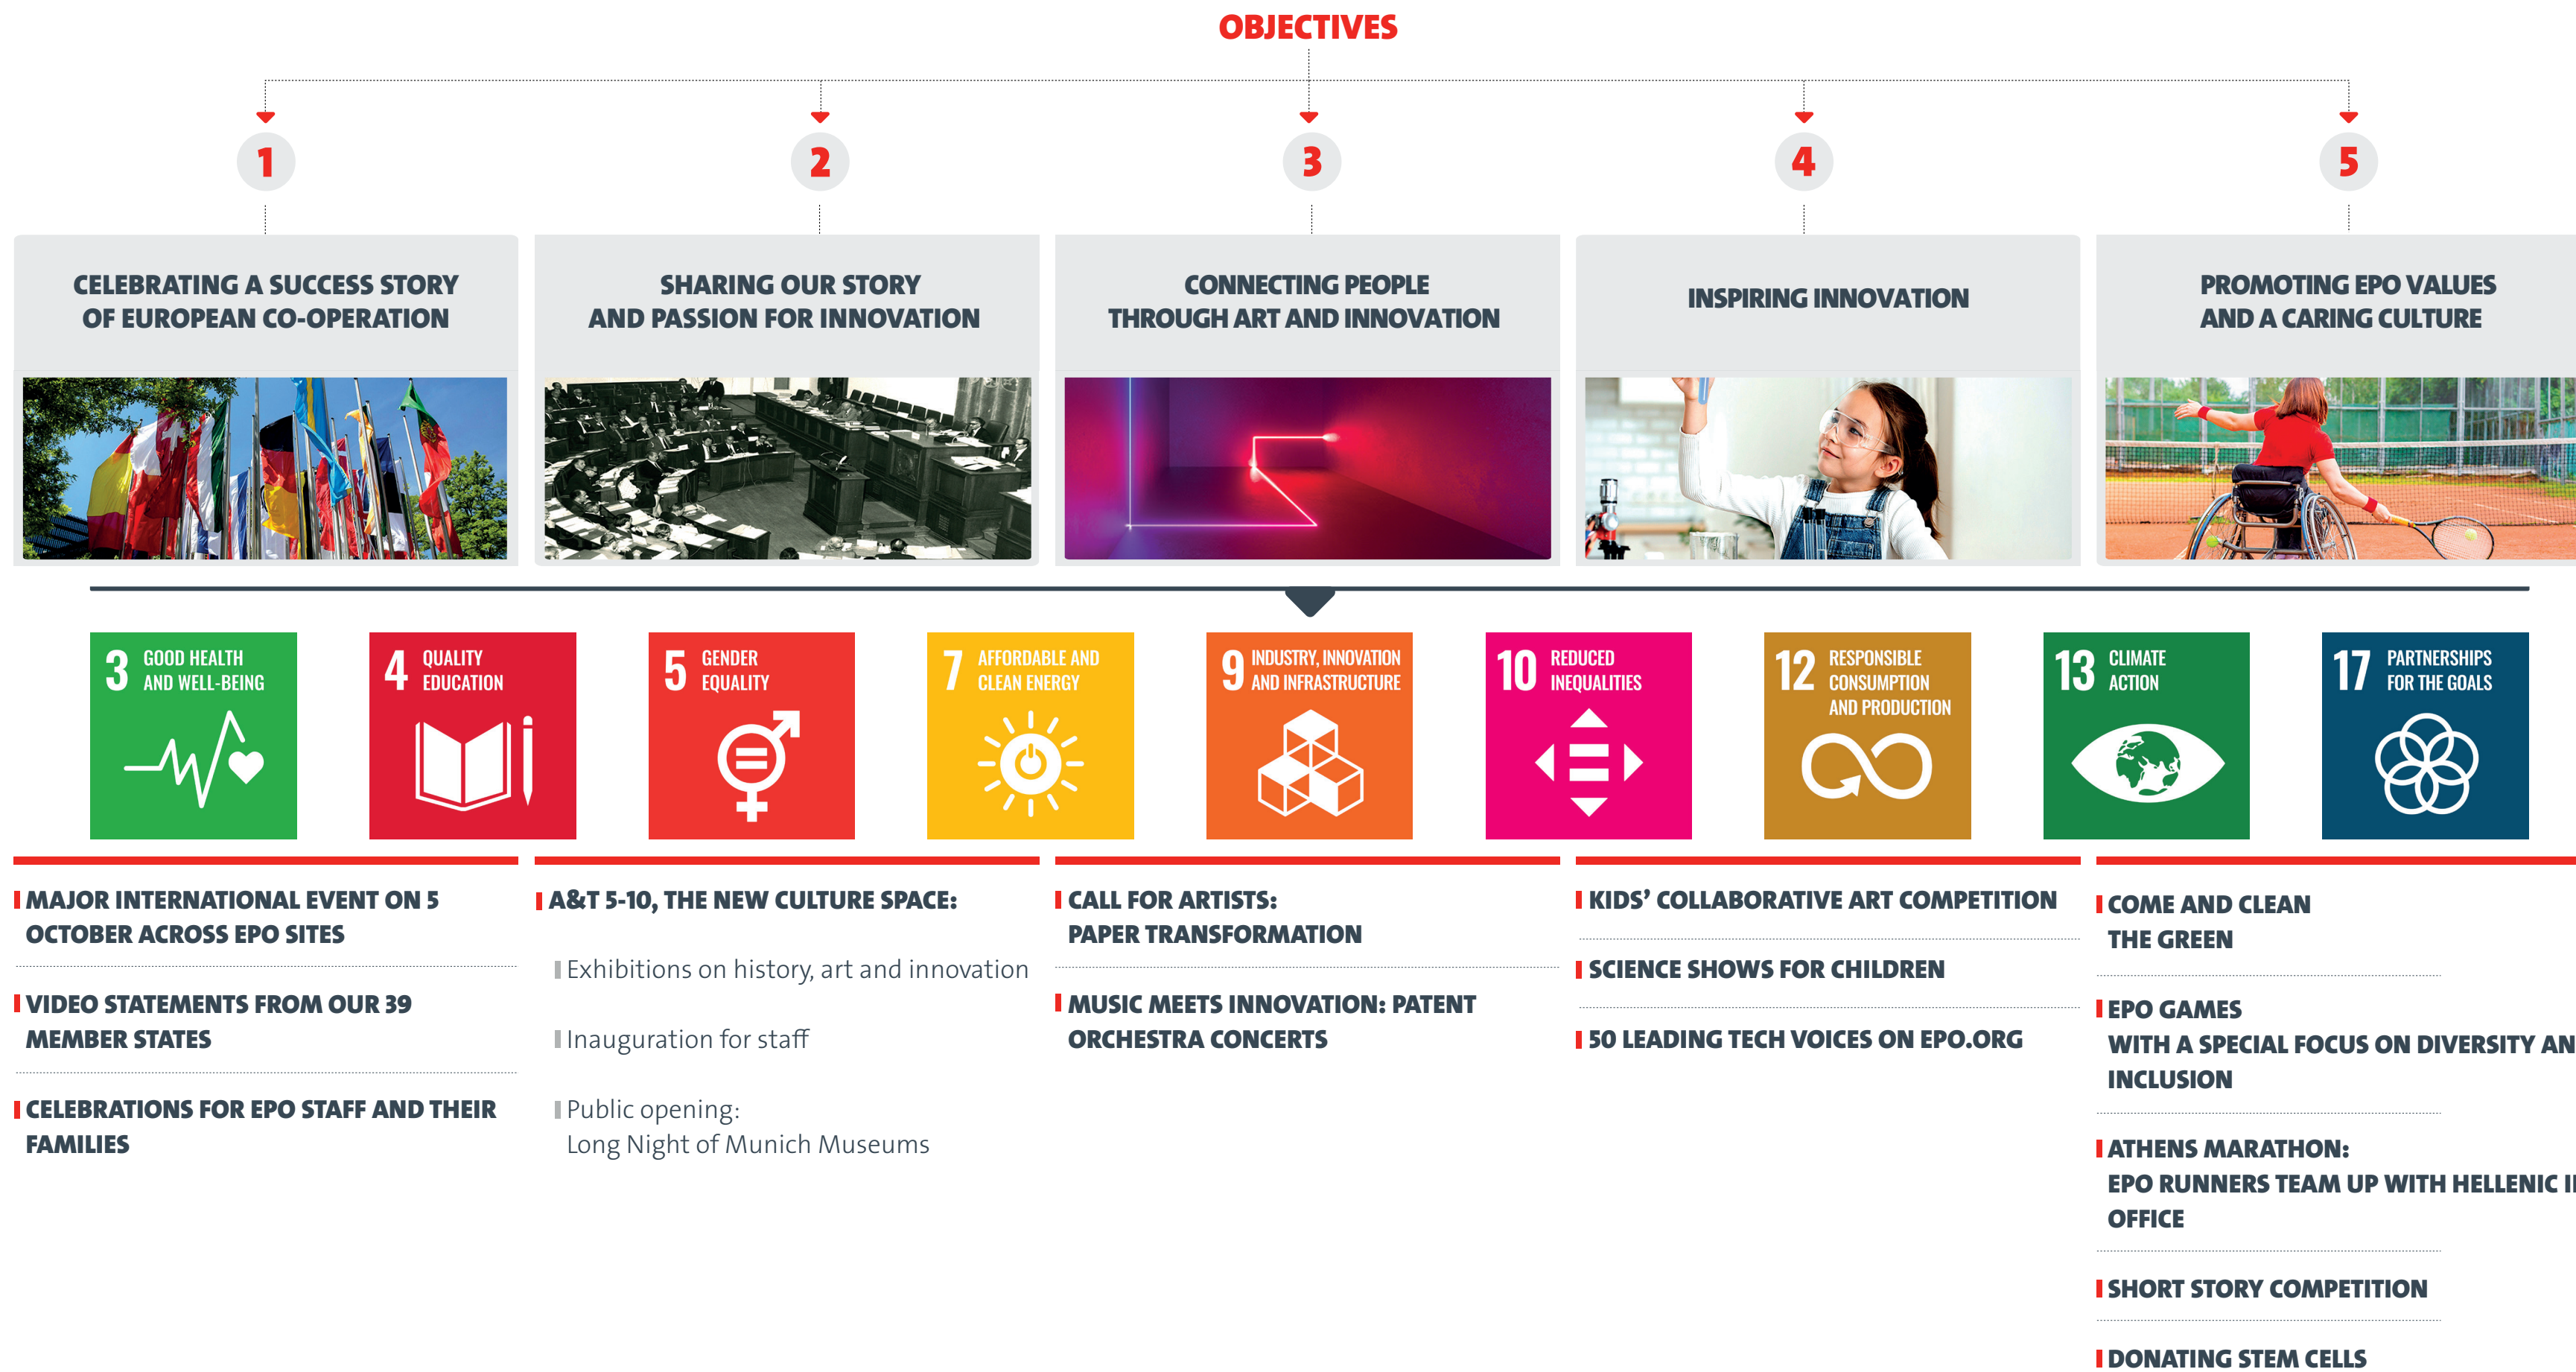 OBJECTIVES
1
2
3
4
5
CELEBRATING A SUCCESS STORY
OF EUROPEAN CO-OPERATION
SHARING OUR STORY
AND PASSION FOR INNOVATION
CONNECTING PEOPLE
THROUGH ART AND INNOVATION
INSPIRING INNOVATION
PROMOTING EPO VALUES
AND A CARING CULTURE
3 GOOD HEALTH
AND WELL-BEING
4 QUALITY
EDUCATION
5 GENDER
EQUALITY
7 AFFORDABLE AND
CLEAN ENERGY
9 INDUSTRY, INNOVATION
AND INFRASTRUCTURE
10 REDUCED
INEQUALITIES
12 RESPONSIBLE
CONSUMPTION
AND PRODUCTION
13 CLIMATE
ACTION
17 PARTNERSHIPS
FOR THE GOALS
MAJOR INTERNATIONAL EVENT ON 5
OCTOBER ACROSS EPO SITES
VIDEO STATEMENTS FROM OUR 39
MEMBER STATES
CELEBRATIONS FOR EPO STAFF AND THEIR
FAMILIES
A&T 5-10, THE NEW CULTURE SPACE:
Exhibitions on history, art and innovation
Inauguration for staff
Public opening:
Long Night of Munich Museums
CALL FOR ARTISTS:
PAPER TRANSFORMATION
MUSIC MEETS INNOVATION: PATENT
ORCHESTRA CONCERTS
KIDS’ COLLABORATIVE ART COMPETITION
SCIENCE SHOWS FOR CHILDREN
50 LEADING TECH VOICES ON EPO.ORG
COME AND CLEAN
THE GREEN
EPO GAMES
WITH A SPECIAL FOCUS ON DIVERSITY
INCLUSION
ATHENS MARATHON:
EPO RUNNERS TEAM UP WITH HELLENIC
OFFICE
SHORT STORY COMPETITION
DONATING STEM CELLS